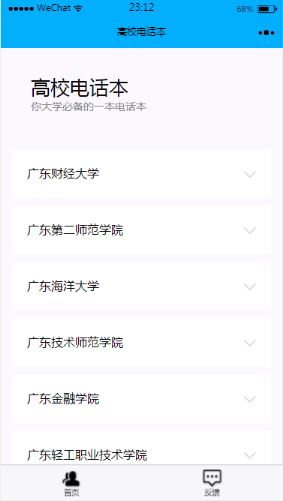 ●●●●● WeChat
23:12
68%
高校电话本
高校电话本
你大学必备的一本电话本
广东财经大学
广东第二师范学院
广东海洋大学
广东技术师范学院
广东金融学院
广东轻工职业技术学院
首页
反馈